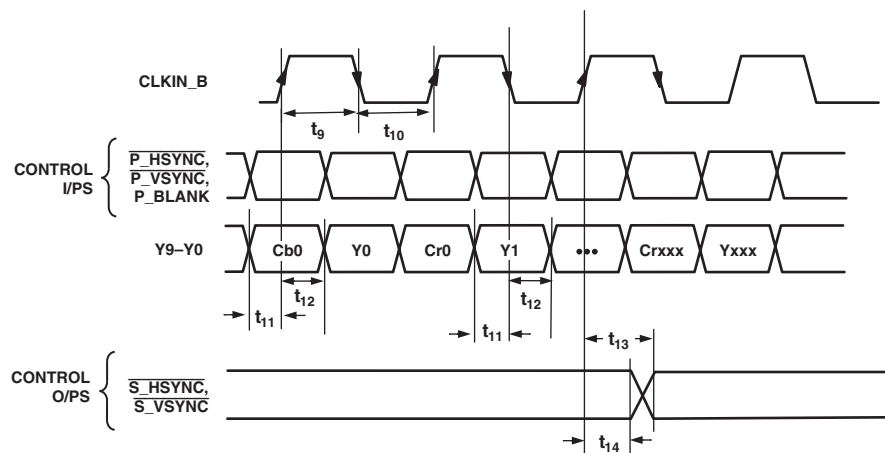 CLKIN_B
t9
t10
CONTROL
I/PS
P_HSYNC,
P_VSYNC,
P_BLANK
Y9–Y0
Cb0
Y0
Cr0
Y1
•••
Crxxx
Yxxx
t12
t12
t11
t11
t13
CONTROL
O/PS
S_HSYNC,
S_VSYNC
t14